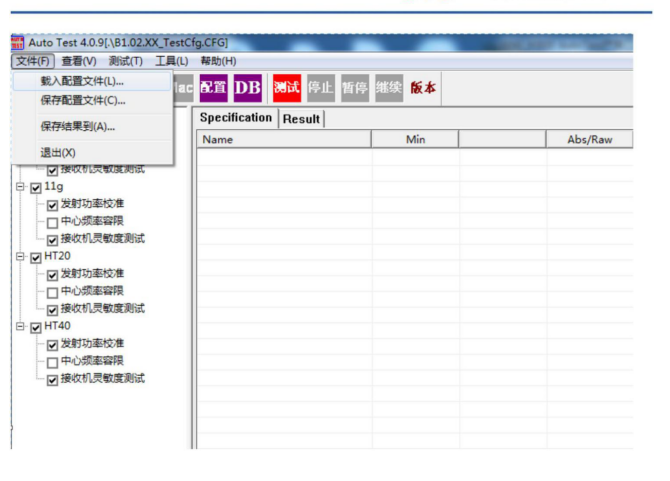 Auto Test 4.0.9[.\B1.02.XX_TestCfg.CFG]
文件(F) 查看(V) 测试(T) 工具(L) 帮助(H)
载入配置文件(L)...
保存配置文件(C)...
保存结果到(A)...
退出(X)
配置 DB 测试 停止 暂停 继续 版本
Specification Result
Name Min Abs/Raw
接收机灵敏度测试
11g
发射功率校准
中心频率容限
接收机灵敏度测试
HT20
发射功率校准
中心频率容限
接收机灵敏度测试
HT40
发射功率校准
中心频率容限
接收机灵敏度测试